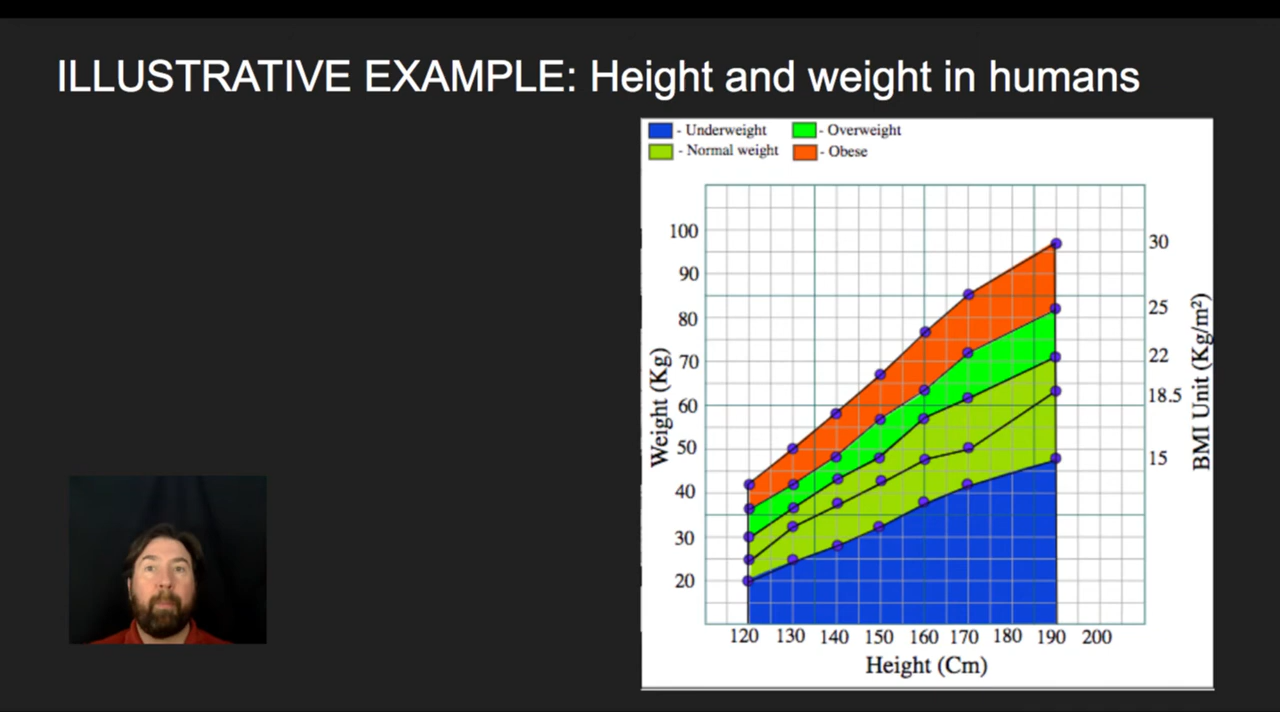 ILLUSTRATIVE EXAMPLE: Height and weight in humans
- Underweight - Overweight
- Normal weight - Obese
100
90
80
70
60
50
40
30
20
Weight (Kg)
30
25
22
18.5
15
BMI Unit (Kg/m²)
120 130 140 150 160 170 180 190 200
Height (Cm)